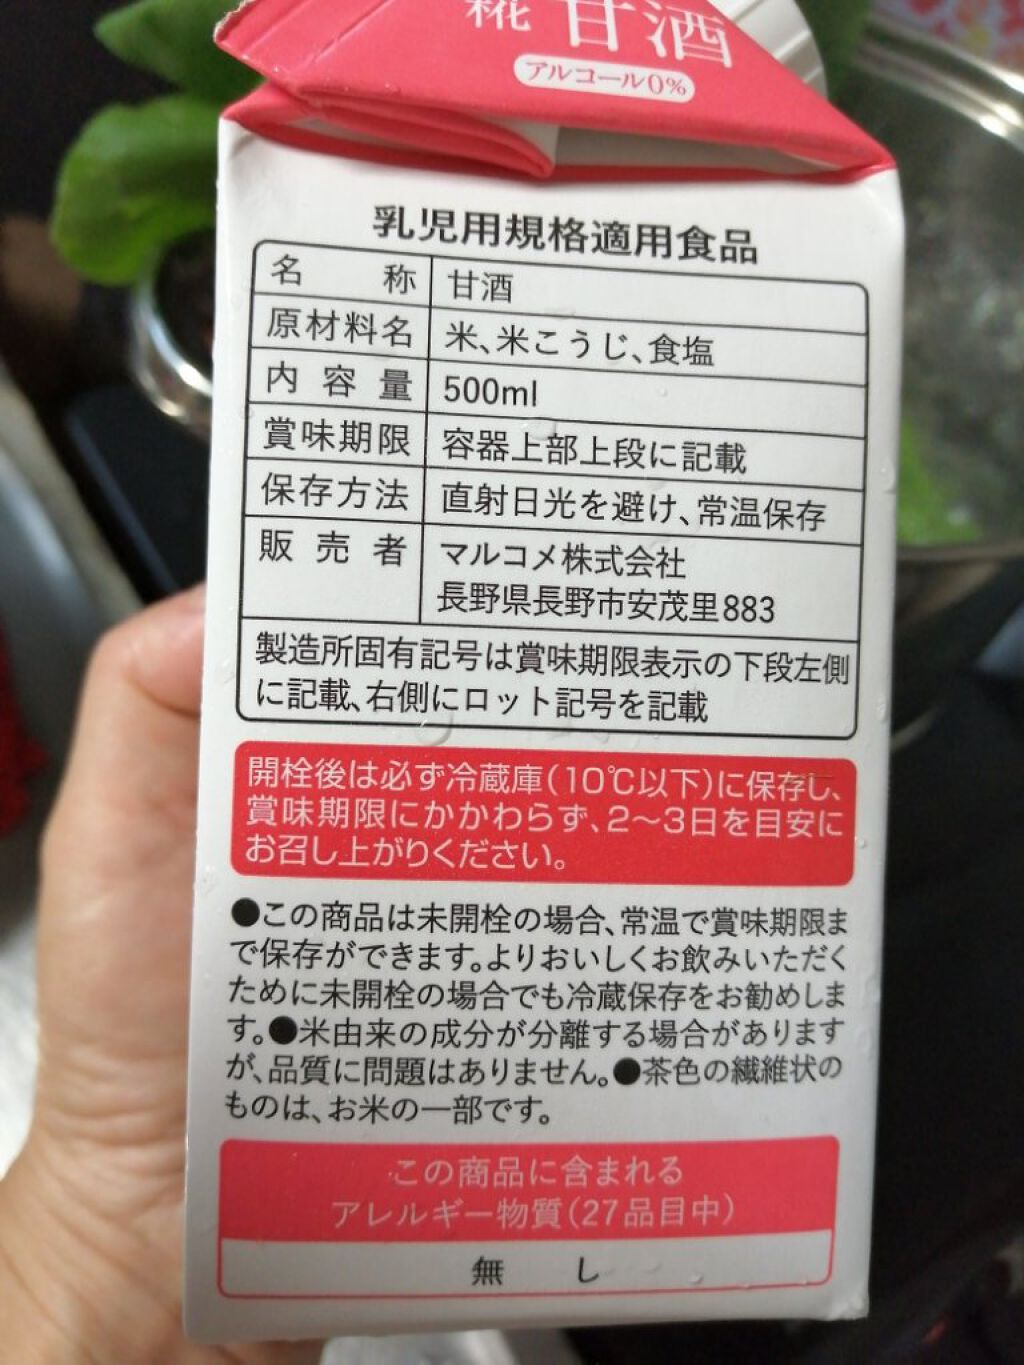 糀 甘酒
アルコール0%
乳児用規格適用食品
名称 甘酒
原材料名 米、米こうじ、食塩
内容量 500ml
賞味期限 容器上部上段に記載
保存方法 直射日光を避け、常温保存
販売者 マルコメ株式会社
長野県長野市安茂里883
製造所固有記号は賞味期限表示の下段左側
に記載、右側にロット記号を記載
開栓後は必ず冷蔵庫(10℃以下)に保存し、
賞味期限にかかわらず、2〜3日を目安に
お召し上がりください。
●この商品は未開栓の場合、常温で賞味期限ま
で保存ができます。よりおいしくお飲みいただく
ために未開栓の場合でも冷蔵保存をお勧めしま
す。●米由来の成分が分離する場合があります
が、品質に問題はありません。●茶色の繊維状の
ものは、お米の一部です。
この商品に含まれる
アレルギー物質(27品目中)
無し